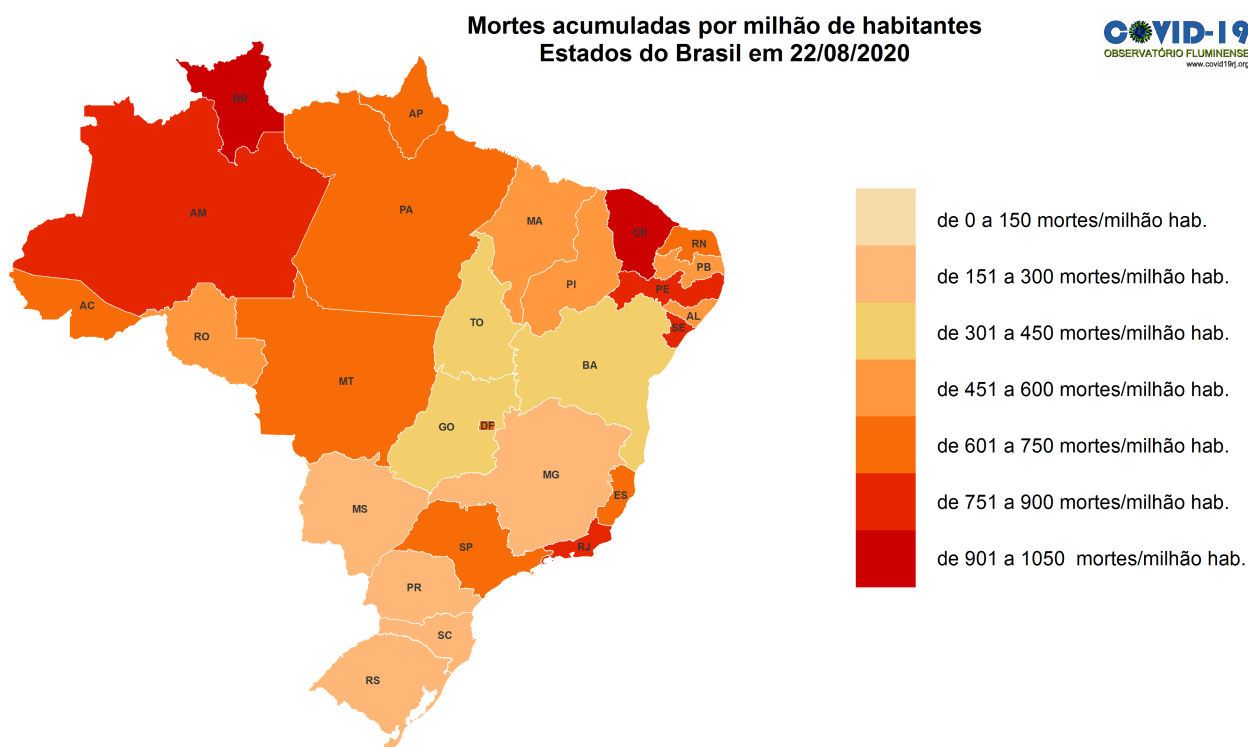 Mortes acumuladas por milhão de habitantes
Estados do Brasil em 22/08/2020
COVID-19
OBSERVATÓRIO FLUMINENSE
www.covid19rj.org
RR
AP
AM
PA
MA
CE
RN
PB
PI
PE
AC
AL
SE
RO
TO
BA
MT
GO
DF
MG
ES
MS
SP
RJ
PR
SC
RS
de 0 a 150 mortes/milhão hab.
de 151 a 300 mortes/milhão hab.
de 301 a 450 mortes/milhão hab.
de 451 a 600 mortes/milhão hab.
de 601 a 750 mortes/milhão hab.
de 751 a 900 mortes/milhão hab.
de 901 a 1050 mortes/milhão hab.